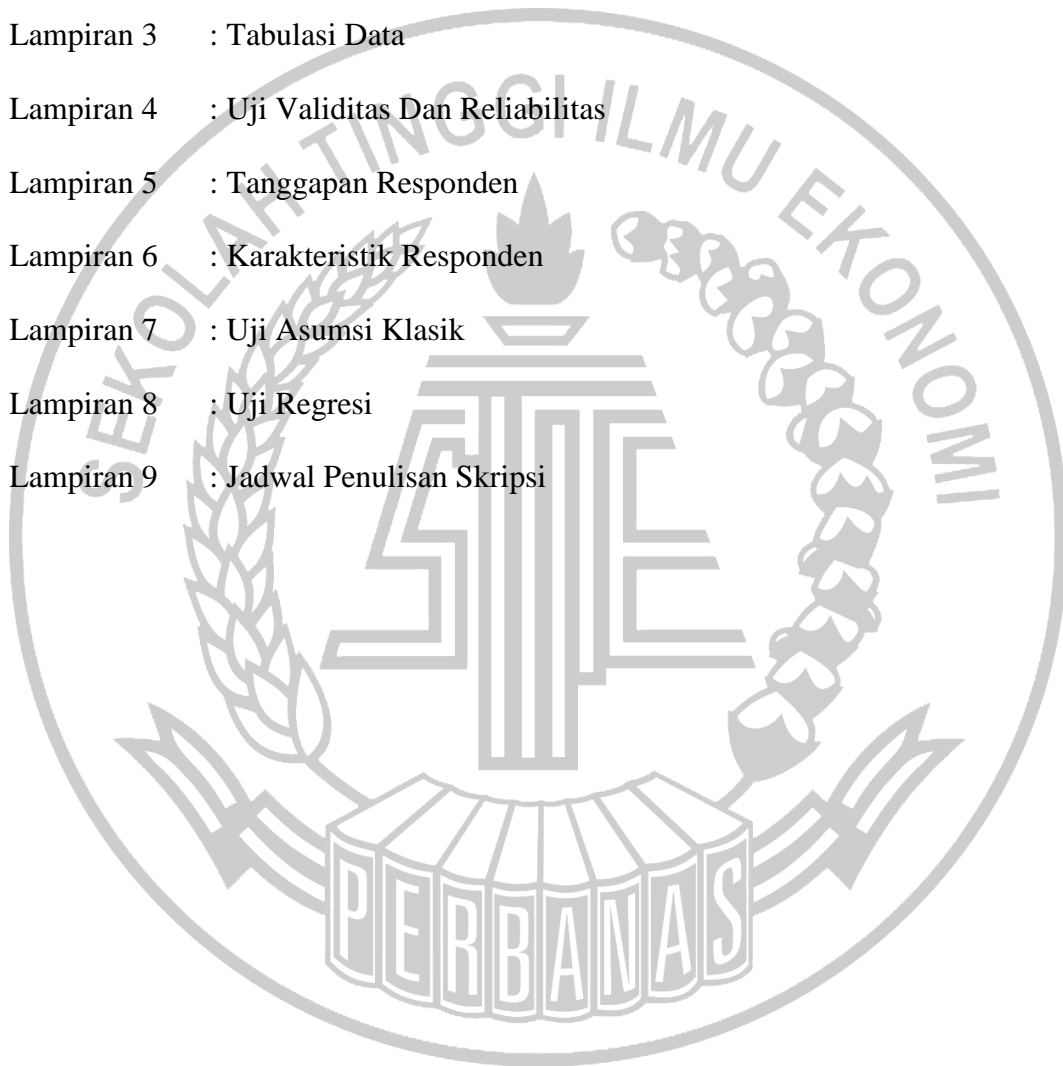 Lampiran 3 : Tabulasi Data
Lampiran 4 : Uji Validitas Dan Reliabilitas
Lampiran 5 : Tanggapan Responden
Lampiran 6 : Karakteristik Responden
Lampiran 7 : Uji Asumsi Klasik
Lampiran 8 : Uji Regresi
Lampiran 9 : Jadwal Penulisan Skripsi
SEKOLAH TINGGI ILMU EKONOMI
STIE
PERBANAS